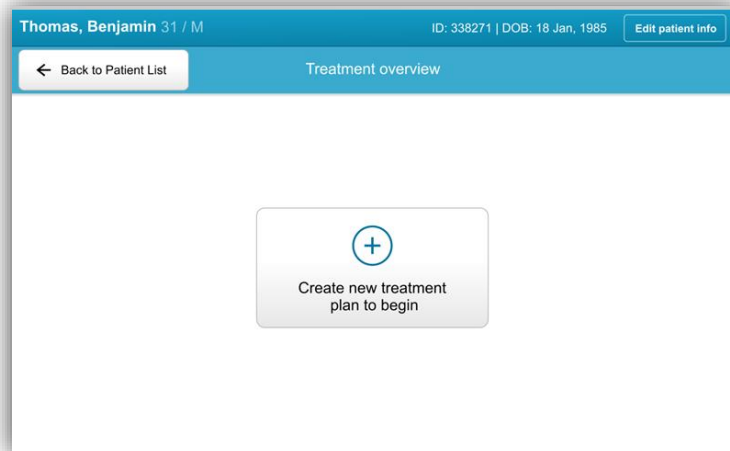 Thomas, Benjamin 31 / M
ID: 338271 | DOB: 18 Jan, 1985
Edit patient info
Back to Patient List
Treatment overview
Create new treatment
plan to begin